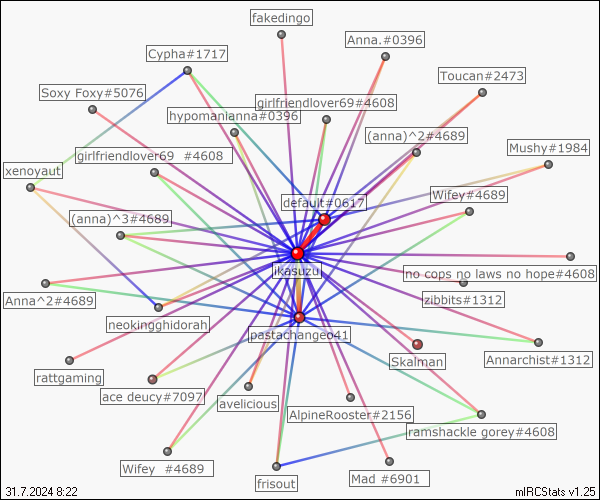 fakedingo
Anna.#0396
Cypha#1717
Toucan#2473
Soxy Foxy#5076
girlfriendlover69#4608
hypomanianna#0396
(anna)^2#4689
Mushy#1984
girlfriendlover69 #4608
xenoyaut
Wifey#4689
default#0617
(anna)^3#4689
ikasuzu
no cops no laws no hope#4608
Anna^2#4689
zibbits#1312
neokingghidorah
pastachangeo41
Annarchist#1312
Skalman
rattgaming
ace deucy#7097
avelicious
AlpineRooster#2156
ramshackle gorey#4608
Wifey #4689
frisout
Mad #6901
31.7.2024 8:22
mIRCStats v1.25